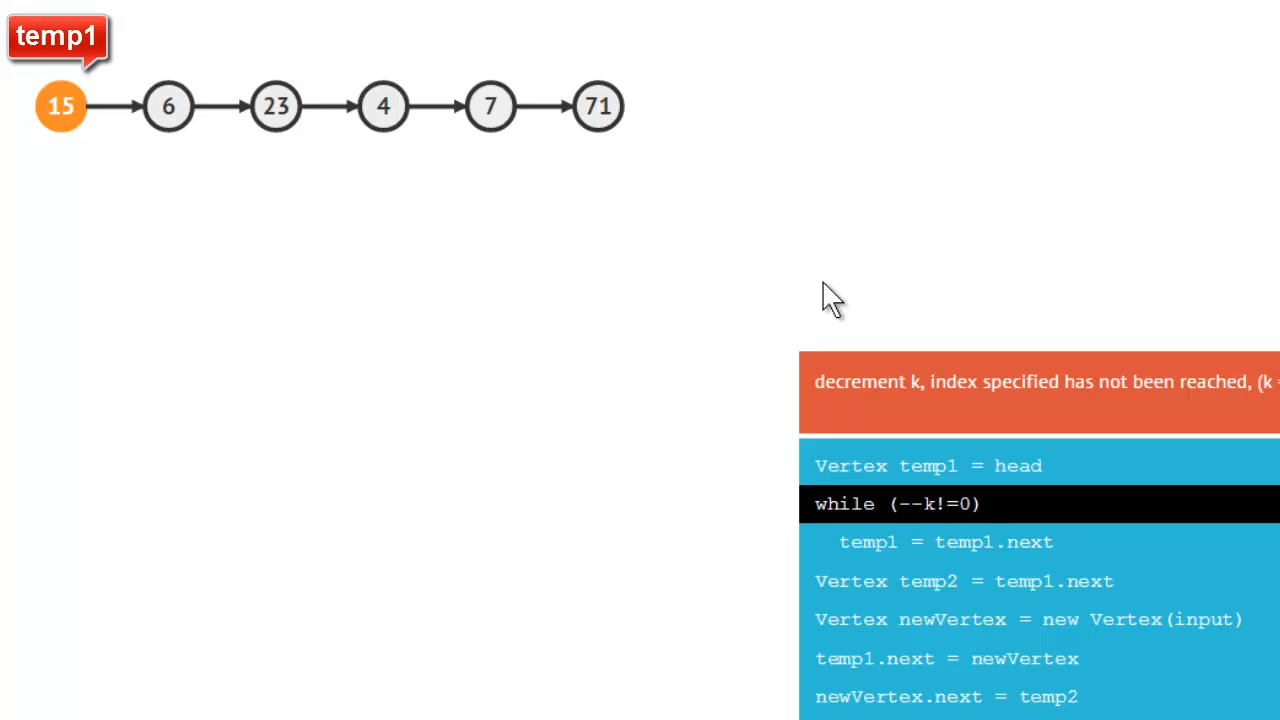 temp1
15 6 23 4 7 71
decrement k, index specified has not been reached, (k
Vertex temp1 = head
while (--k!=0)
temp1 = temp1.next
Vertex temp2 = temp1.next
Vertex newVertex = new Vertex(input)
temp1.next = newVertex
newVertex.next = temp2